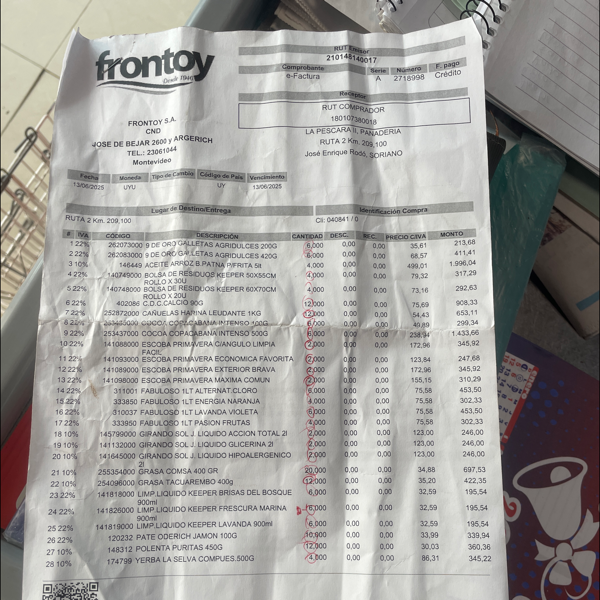 frontoy
Desde 1940
FRONTOY S.A.
CND
JOSE DE BEJAR 2600 y ARGERICH
TEL.: 23061044
Montevideo
RUT Emisor
210148140017
Comprobante Serie Número F. pago
e-Factura A 2718998 Crédito
Receptor
RUT COMPRADOR
180107380018
LA PESCARA II, PANADERIA
RUTA 2 Km. 209,100
José Enrique Rodó, SORIANO
Fecha Moneda Tipo de Cambio Código de País Vencimiento
13/06/2025 UYU UY 13/06/2025
Lugar de Destino/Entrega Identificación Compra
RUTA 2 Km. 209,100 CII: 040841 / 0
# IVA CÓDIGO DESCRIPCIÓN CANTIDAD DESC. REC. PRECIO C/IVA MONTO
1 22% 262073000 9 DE ORO GALLETAS AGRIDULCES 200G 6,000 0,00 0,00 35,61 213,68
2 22% 262083000 9 DE ORO GALLETAS AGRIDULCES 420G 6,000 0,00 0,00 68,57 411,41
3 10% 146449 ACEITE ARROZ B.PATNA P/FRITA 5lt 4,000 0,00 0,00 499,01 1.996,04
4 22% 140749000 BOLSA DE RESIDUOS KEEPER 50X55CM 0,00 0,00 79,32 317,29
ROLLO X 30U
5 22% 140748000 BOLSA DE RESIDUOS KEEPER 60X70CM 0,00 0,00 73,16 292,63
ROLLO X 20U
6 22% 402086 C.D.C.CALCIO 90G 12,000 0,00 0,00 75,69 908,33
7 22% 252872000 CAÑUELAS HARINA LEUDANTE 1KG 12,000 0,00 0,00 54,43 653,11
8 22% 253435000 COCOA COPACABANA INTENSO 0,00 0,00 40,89 299,34
9 22% 253437000 COCOA COPACABANA INTENSO 500G 6,000 0,00 0,00 238,94 1.433,66
10 22% 141088000 ESCOBA PRIMAVERA C/ANGULO LIMPIA 2,000 0,00 0,00 172,96 345,92
FACIL
11 22% 141093000 ESCOBA PRIMAVERA ECONOMICA FAVORITA 2,000 0,00 0,00 123,84 247,68
12 22% 141089000 ESCOBA PRIMAVERA EXTERIOR BRAVA 2,000 0,00 0,00 172,96 345,92
13 22% 141098000 ESCOBA PRIMAVERA MAXIMA COMUN 2,000 0,00 0,00 155,15 310,29
14 22% 311001 FABULOSO 1LT ALTERNAT.CLORO 6,000 0,00 0,00 75,58 453,50
15 22% 333850 FABULOSO 1LT ENERGIA NARANJA 4,000 0,00 0,00 75,58 302,33
16 22% 310037 FABULOSO 1LT LAVANDA VIOLETA 6,000 0,00 0,00 75,58 453,50
17 22% 333950 FABULOSO 1LT PASION FRUTAS 4,000 0,00 0,00 75,58 302,33
18 10% 145799000 GIRANDO SOL J. LIQUIDO ACCION TOTAL 2l 2,000 0,00 0,00 123,00 246,00
19 10% 141132000 GIRANDO SOL J. LIQUIDO GLICERINA 2l 2,000 0,00 0,00 123,00 246,00
20 10% 141645000 GIRANDO SOL J. LIQUIDO HIPOALERGENICO 2,000 0,00 0,00 123,00 246,00
2l
21 10% 255354000 GRASA COMSA 400 GR 20,000 0,00 0,00 34,88 697,53
22 10% 254096000 GRASA TACUAREMBO 400g 12,000 0,00 0,00 35,20 422,35
23 22% 141818000 LIMP.LIQUIDO KEEPER BRISAS DEL BOSQUE 6,000 0,00 0,00 32,59 195,54
900ml
24 22% 141826000 LIMP.LIQUIDO KEEPER FRESCURA MARINA 6,000 0,00 0,00 32,59 195,54
900ml
25 22% 141819000 LIMP.LIQUIDO KEEPER LAVANDA 900ml 6,000 0,00 0,00 32,59 195,54
26 22% 120232 PATE ODERICH JAMON 100G 10,000 0,00 0,00 33,99 339,94
27 10% 148312 POLENTA PURITAS 450G 12,000 0,00 0,00 30,03 360,36
28 10% 174799 YERBA LA SELVA COMPUES.500G 4,000 0,00 0,00 86,31 345,22